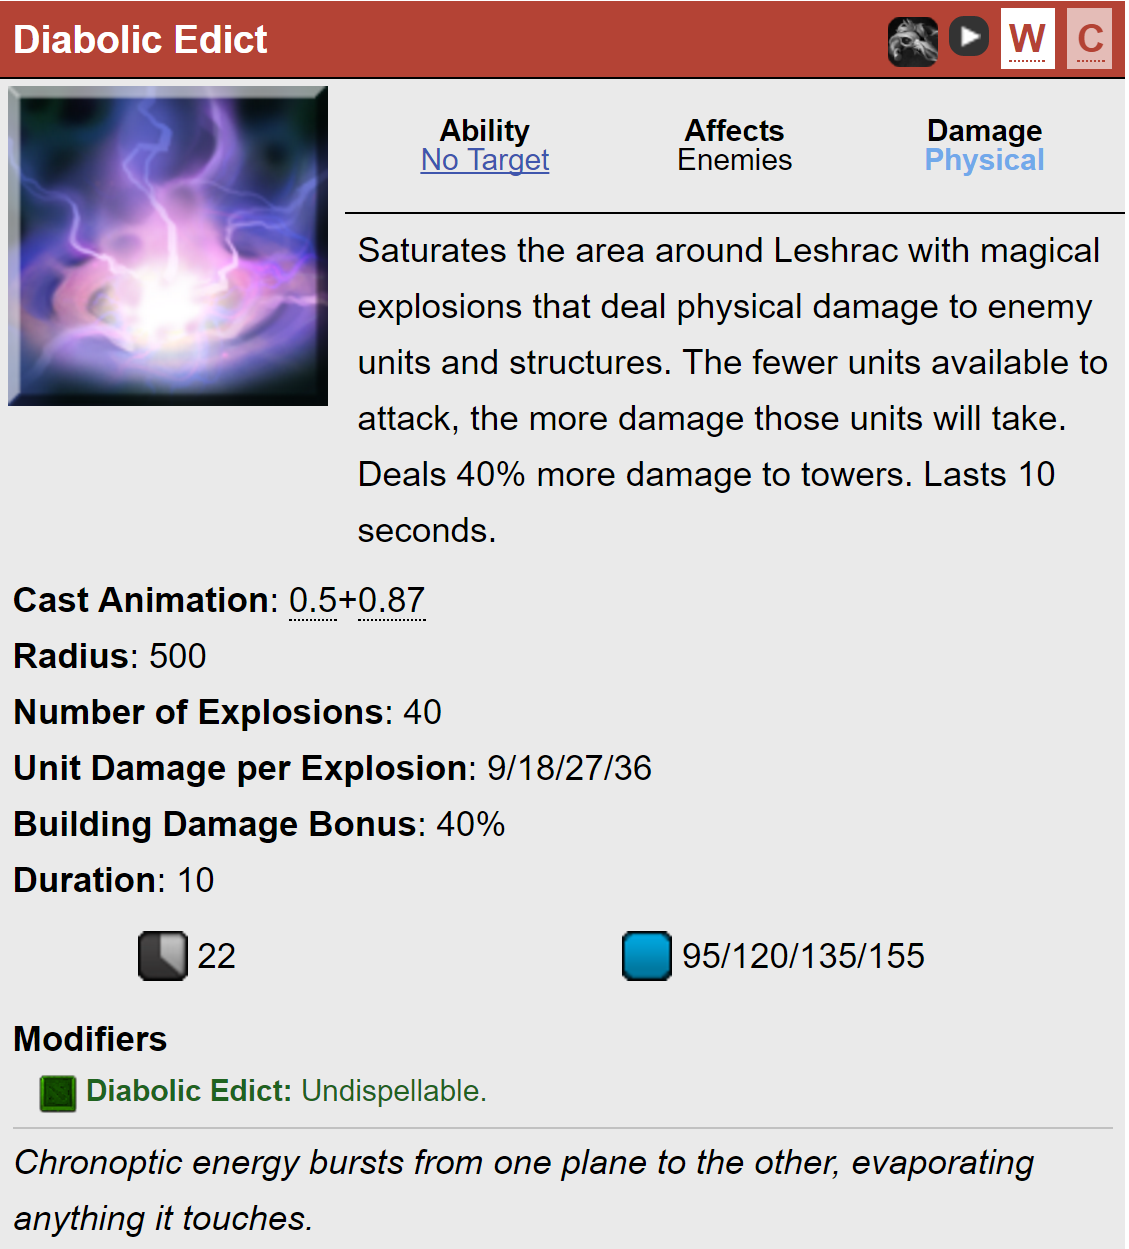 Diabolic Edict
W
C
Ability
No Target
Affects
Enemies
Damage
Physical
Saturates the area around Leshrac with magical
explosions that deal physical damage to enemy
units and structures. The fewer units available to
attack, the more damage those units will take.
Deals 40% more damage to towers. Lasts 10
seconds.
Cast Animation: 0.5+0.87
Radius: 500
Number of Explosions: 40
Unit Damage per Explosion: 9/18/27/36
Building Damage Bonus: 40%
Duration: 10
22
95/120/135/155
Modifiers
Diabolic Edict: Undispellable.
Chronoptic energy bursts from one plane to the other, evaporating
anything it touches.